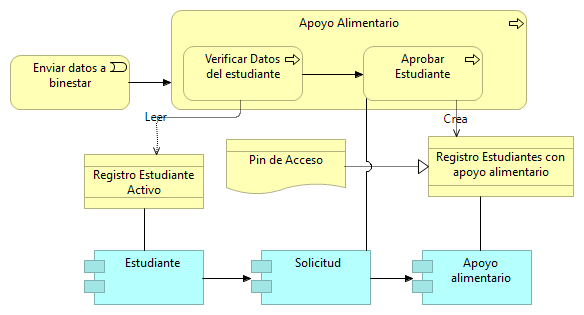 Apoyo Alimentario
Enviar datos a
binestar
Verificar Datos
del estudiante
Aprobar
Estudiante
Leer
Crea
Registro Estudiante
Activo
Pin de Acceso
Registro Estudiantes con
apoyo alimentario
Estudiante
Solicitud
Apoyo
alimentario